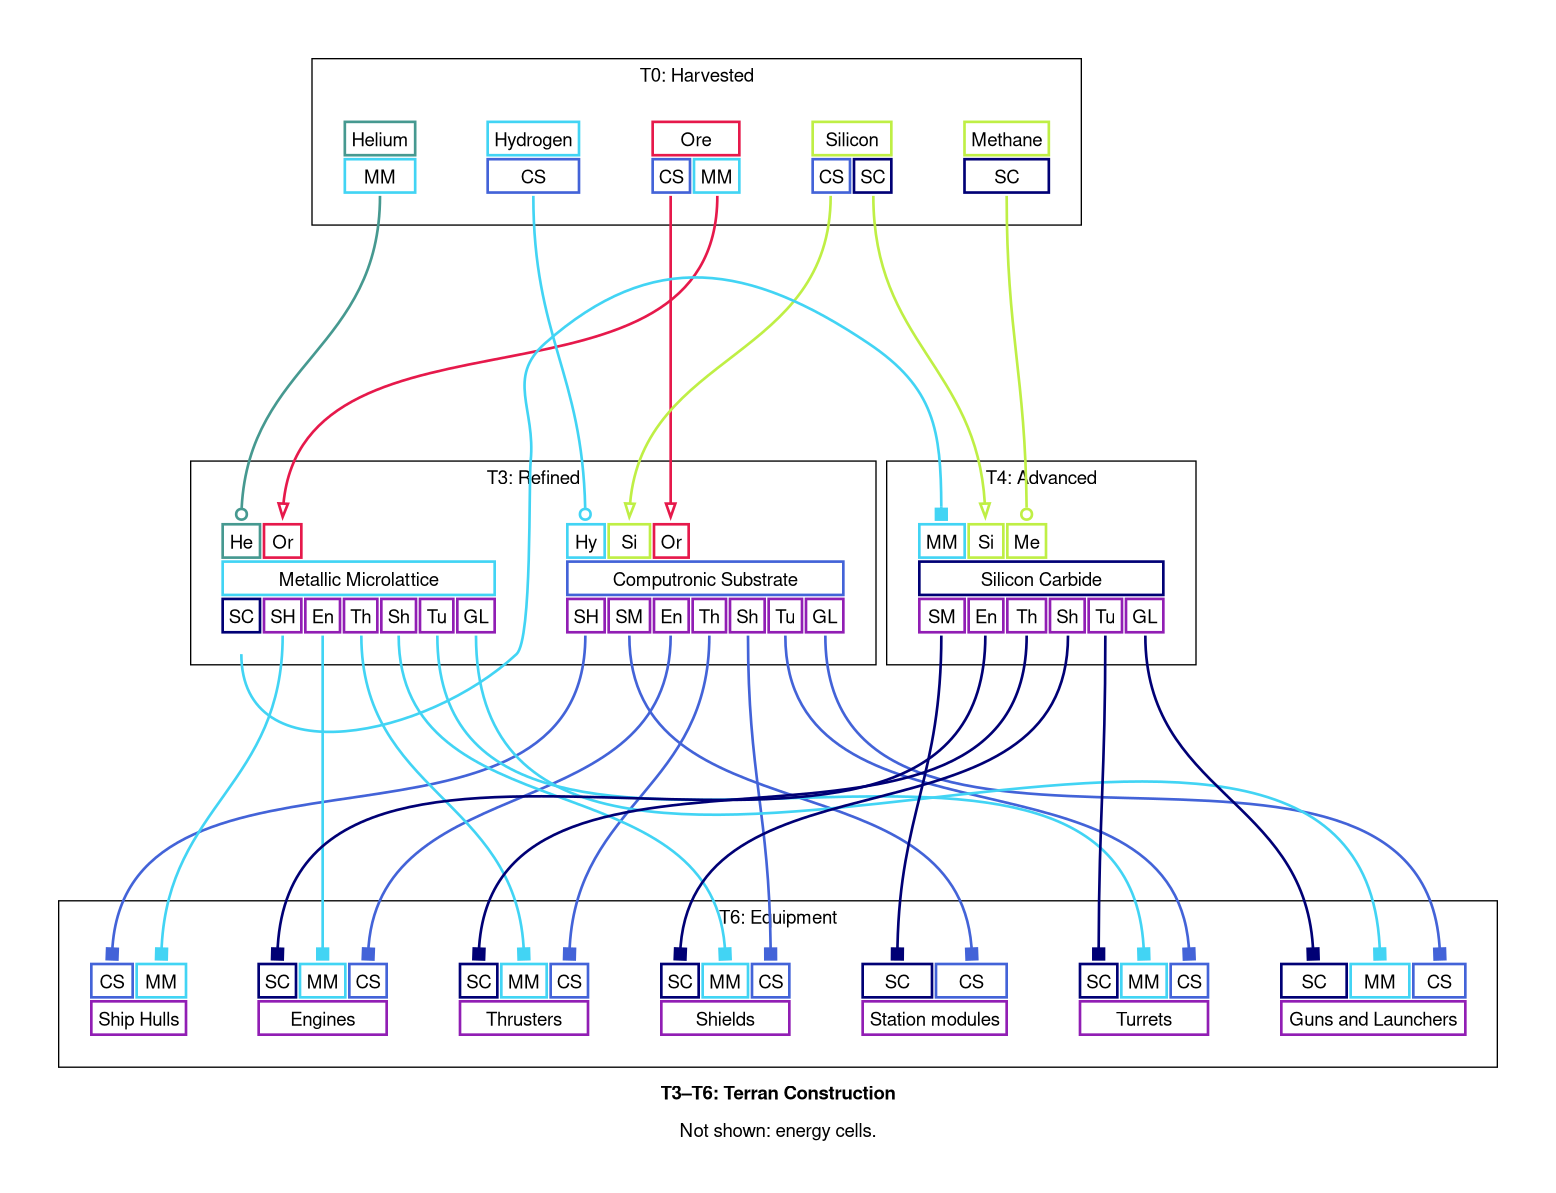 T0: Harvested
Helium Hydrogen Ore Silicon Methane
MM CS CS MM CS SC SC
T3: Refined T4: Advanced
He Or Hy Si Or MM Si Me
Metallic Microlattice Computronic Substrate Silicon Carbide
SC SH En Th Sh Tu GL SH SM En Th Sh Tu GL SM En Th Sh Tu GL
T6: Equipment
CS MM SC MM CS SC MM CS SC MM CS SC CS SC MM CS SC MM CS
Ship Hulls Engines Thrusters Shields Station modules Turrets Guns and Launchers
T3–T6: Terran Construction
Not shown: energy cells.